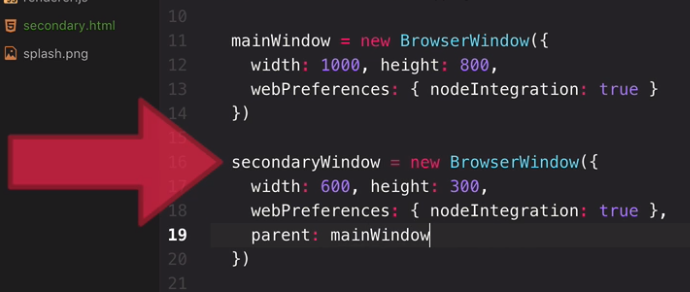 renderer.js
secondary.html
splash.png
10
11 mainWindow = new BrowserWindow({
12 width: 1000, height: 800,
13 webPreferences: { nodeIntegration: true }
14 })
15
16 secondaryWindow = new BrowserWindow({
17 width: 600, height: 300,
18 webPreferences: { nodeIntegration: true },
19 parent: mainWindow
20 })
21